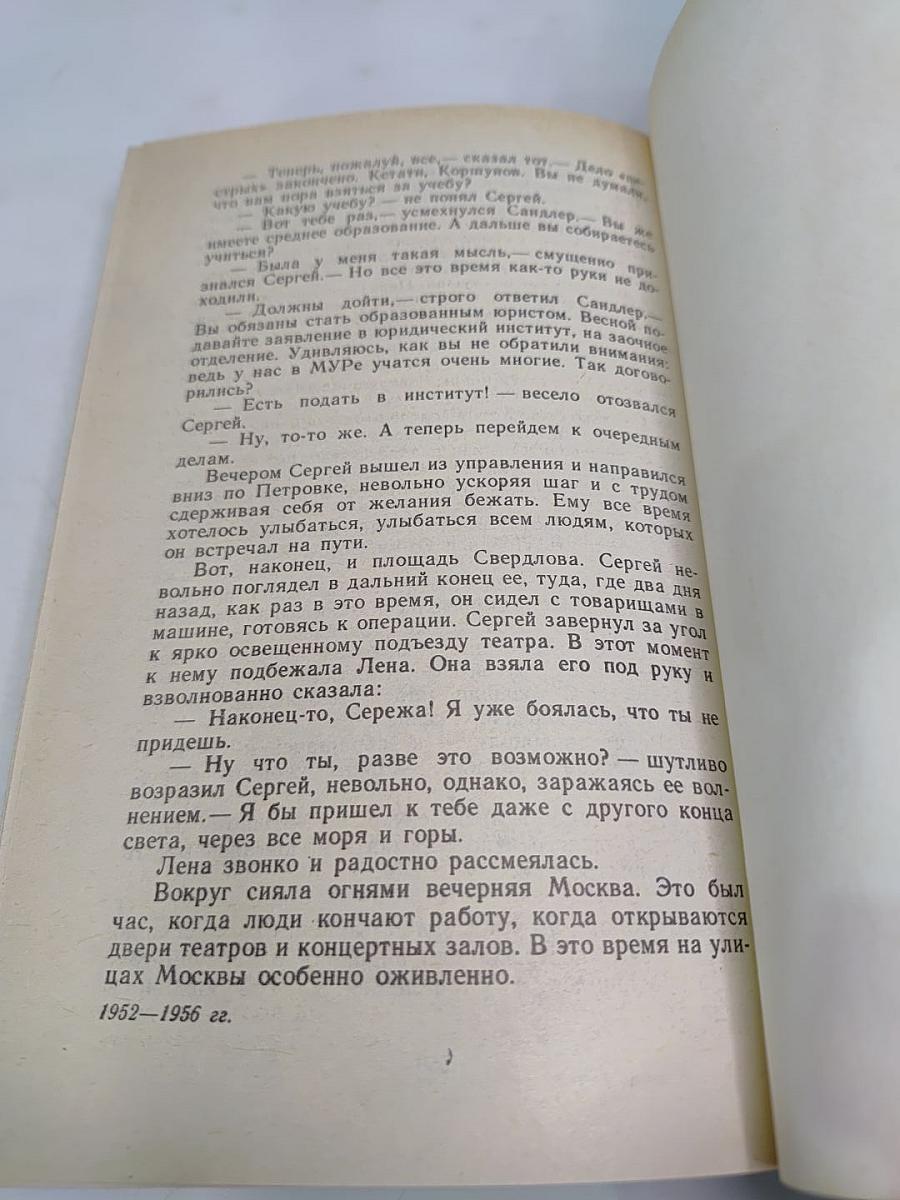 — Теперь, пожалуй, все,— сказал тот.— Дело «пе-
стрых» закончено. Кстати, Коршунов. Вы не думали,
что вам пора взяться за учебу?
— Какую учебу? — не понял Сергей.
— Вот тебе раз,— усмехнулся Сандлер.— Вы же
имеете среднее образование. А дальше вы собираетесь
учиться?
— Была у меня такая мысль,— смущенно при-
знался Сергей.— Но все это время как-то руки не до-
ходили.
— Должны дойти,— строго ответил Сандлер.—
Вы обязаны стать образованным юристом. Весной по-
давайте заявление в юридический институт, на заочное
отделение. Удивляюсь, как вы не обратили внимания:
ведь у нас в МУРе учатся очень многие. Так догово-
рились?
— Есть подать в институт! — весело отозвался
Сергей.
— Ну, то-то же. А теперь перейдем к очередным
делам.
Вечером Сергей вышел из управления и направился
вниз по Петровке, невольно ускоряя шаг и с трудом
сдерживая себя от желания бежать. Ему все время
хотелось улыбаться, улыбаться всем людям, которых
он встречал на пути.
Вот, наконец, и площадь Свердлова. Сергей не-
вольно поглядел в дальний конец ее, туда, где два дня
назад, как раз в это время, он сидел с товарищами в
машине, готовясь к операции. Сергей завернул за угол
к ярко освещенному подъезду театра. В этот момент
к нему подбежала Лена. Она взяла его под руку и
взволнованно сказала:
— Наконец-то, Сережа! Я уже боялась, что ты не
придешь.
— Ну что ты, разве это возможно? — шутливо
возразил Сергей, невольно, однако, заражаясь ее вол-
нением.— Я бы пришел к тебе даже с другого конца
света, через все моря и горы.
Лена звонко и радостно рассмеялась.
Вокруг сияла огнями вечерняя Москва. Это был
час, когда люди кончают работу, когда открываются
двери театров и концертных залов. В это время на ули-
цах Москвы особенно оживленно.
1952—1956 гг.